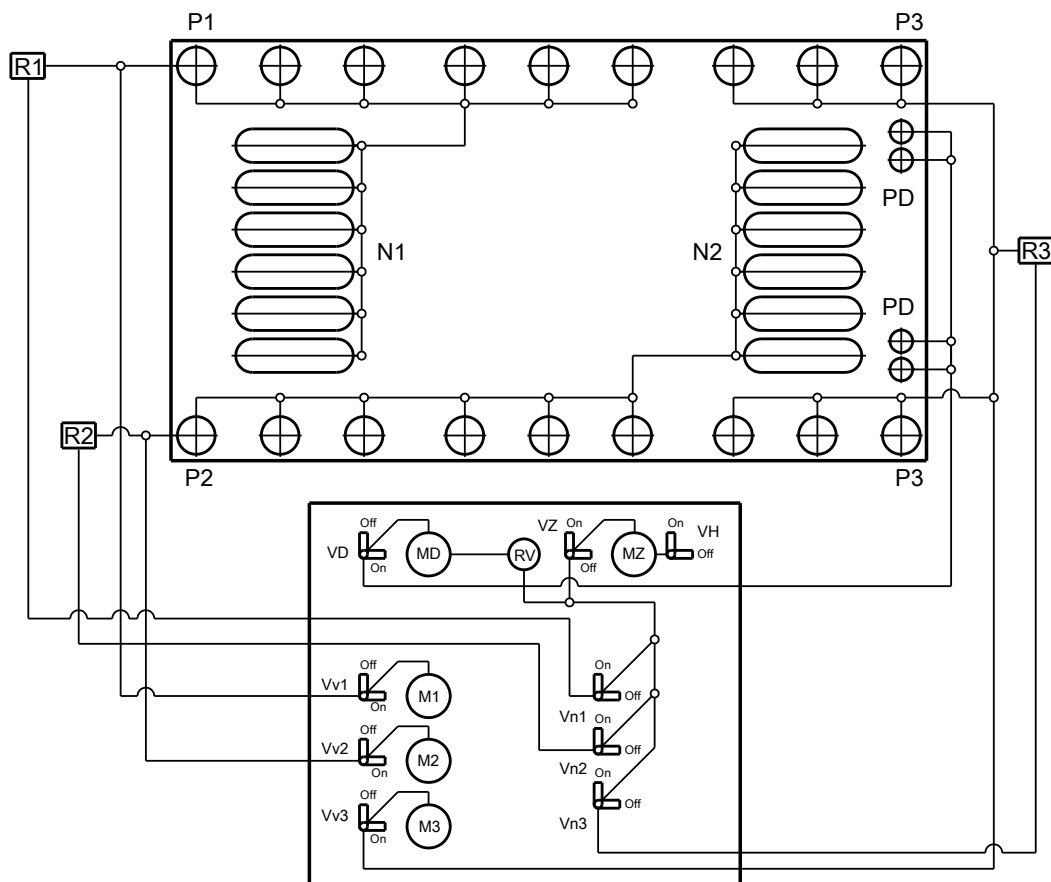 P1
P3
R1
PD
N1
N2
R3
PD
R2
P2
P3
Off
On
VZ
VH
VD
MD
RV
MZ
On
Off
Off
Off
On
Vv1
M1
On
Off
Vn1
Off
On
Vv2
M2
Off
On
Vn2
Off
On
Vv3
M3
Off
On
Vn3